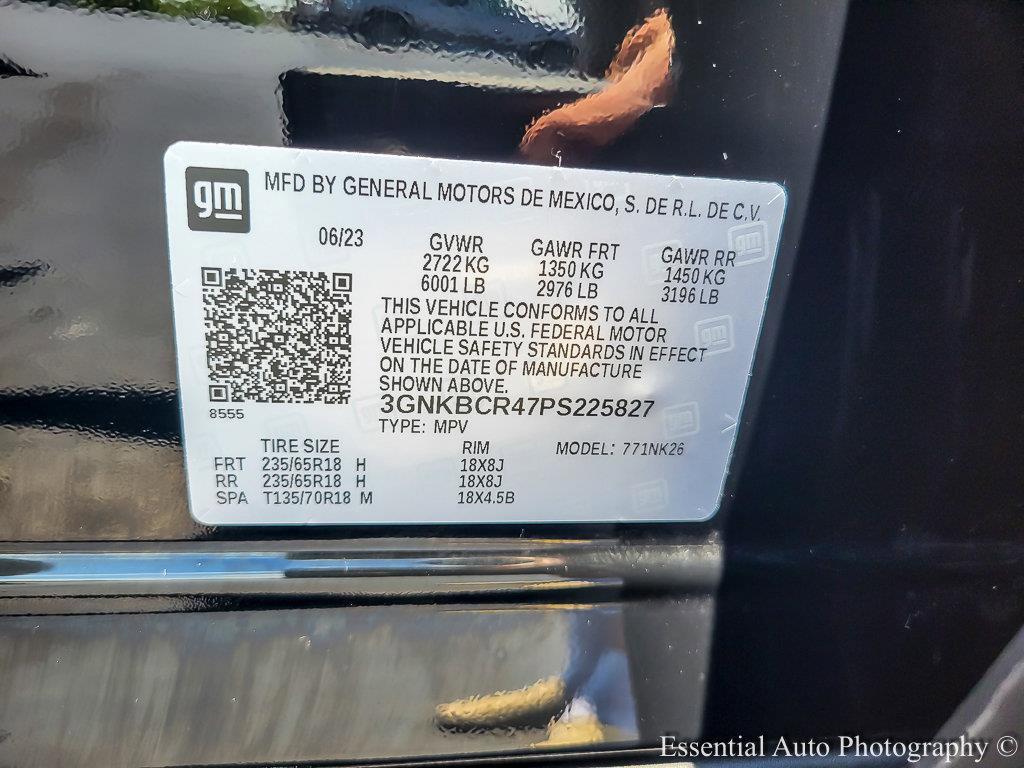 gm
MFD BY GENERAL MOTORS DE MEXICO, S. DE R.L. DE C.V.
06/23
GVWR GAWR FRT GAWR RR
2722 KG 1350 KG 1450 KG
6001 LB 2976 LB 3196 LB
THIS VEHICLE CONFORMS TO ALL
APPLICABLE U.S. FEDERAL MOTOR
VEHICLE SAFETY STANDARDS IN EFFECT
ON THE DATE OF MANUFACTURE
SHOWN ABOVE.
8555
3GNKBCR47PS225827
TYPE: MPV
TIRE SIZE RIM MODEL: 771NK26
FRT 235/65R18 H 18X8J
RR 235/65R18 H 18X8J
SPA T135/70R18 M 18X4.5B
Essential Auto Photography ©